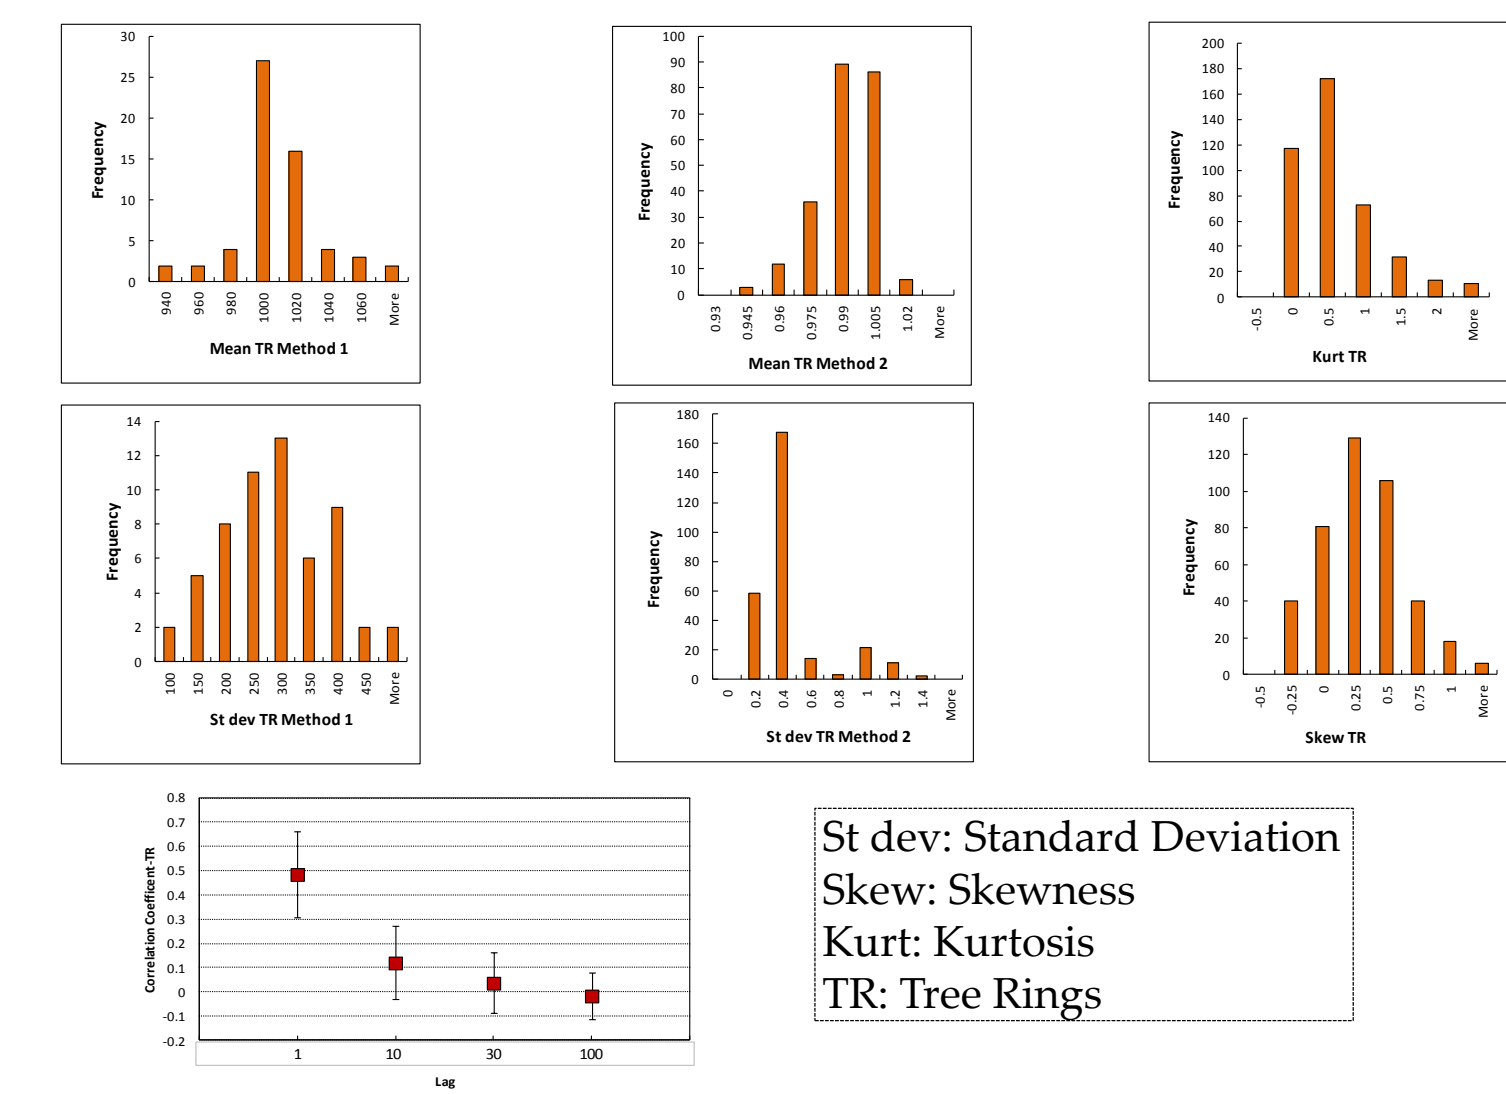 30
25
20
15
10
5
0
Frequency
940 960 980 1000 1020 1040 1060 More
Mean TR Method 1
100
90
80
70
60
50
40
30
20
10
0
Frequency
0.93 0.945 0.96 0.975 0.99 1.005 1.02 More
Mean TR Method 2
200
180
160
140
120
100
80
60
40
20
0
Frequency
-0.5 0 0.5 1 1.5 2 More
Kurt TR
14
12
10
8
6
4
2
0
Frequency
100 150 200 250 300 350 400 450 More
St dev TR Method 1
180
160
140
120
100
80
60
40
20
0
Frequency
0 0.2 0.4 0.6 0.8 1 1.2 1.4 More
St dev TR Method 2
140
120
100
80
60
40
20
0
Frequency
-0.5 -0.25 0 0.25 0.5 0.75 1 More
Skew TR
0.8
0.7
0.6
0.5
0.4
0.3
0.2
0.1
0
-0.1
-0.2
Correlation Coefficent-TR
1 10 30 100
Lag
St dev: Standard Deviation
Skew: Skewness
Kurt: Kurtosis
TR: Tree Rings